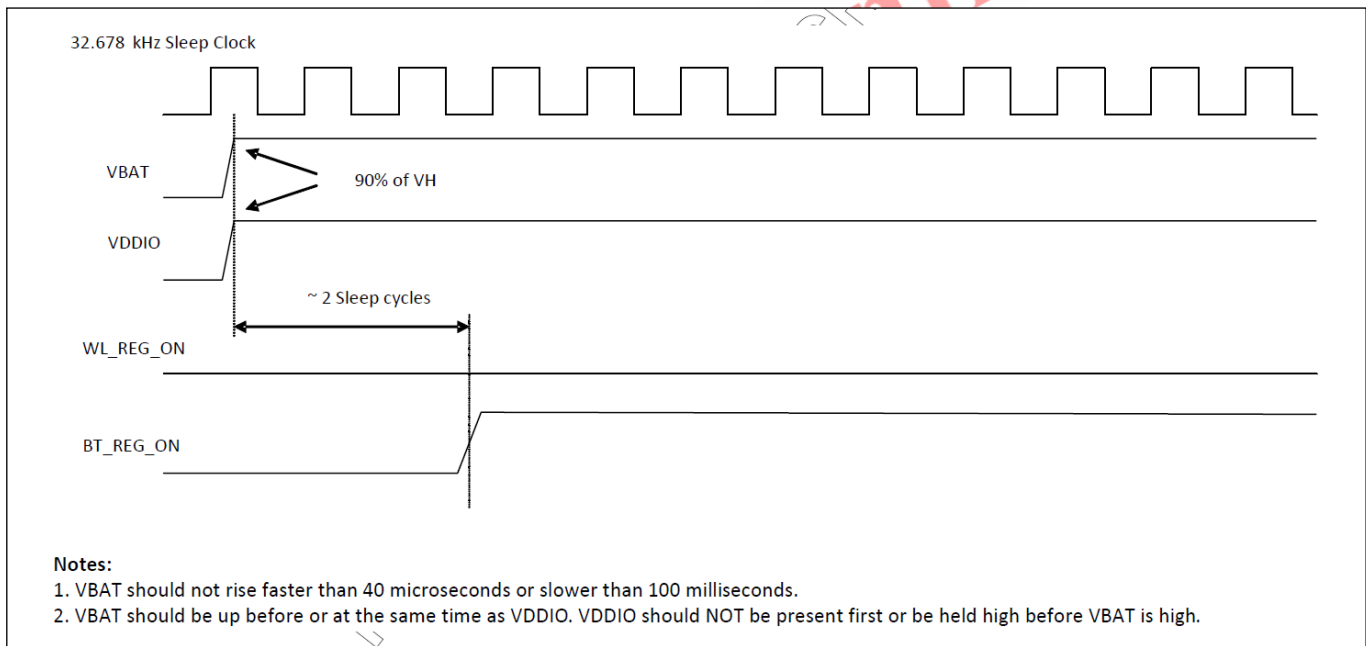 32.678 kHz Sleep Clock
VBAT
90% of VH
VDDIO
~ 2 Sleep cycles
WL_REG_ON
BT_REG_ON
Notes:
1. VBAT should not rise faster than 40 microseconds or slower than 100 milliseconds.
2. VBAT should be up before or at the same time as VDDIO. VDDIO should NOT be present first or be held high before VBAT is high.